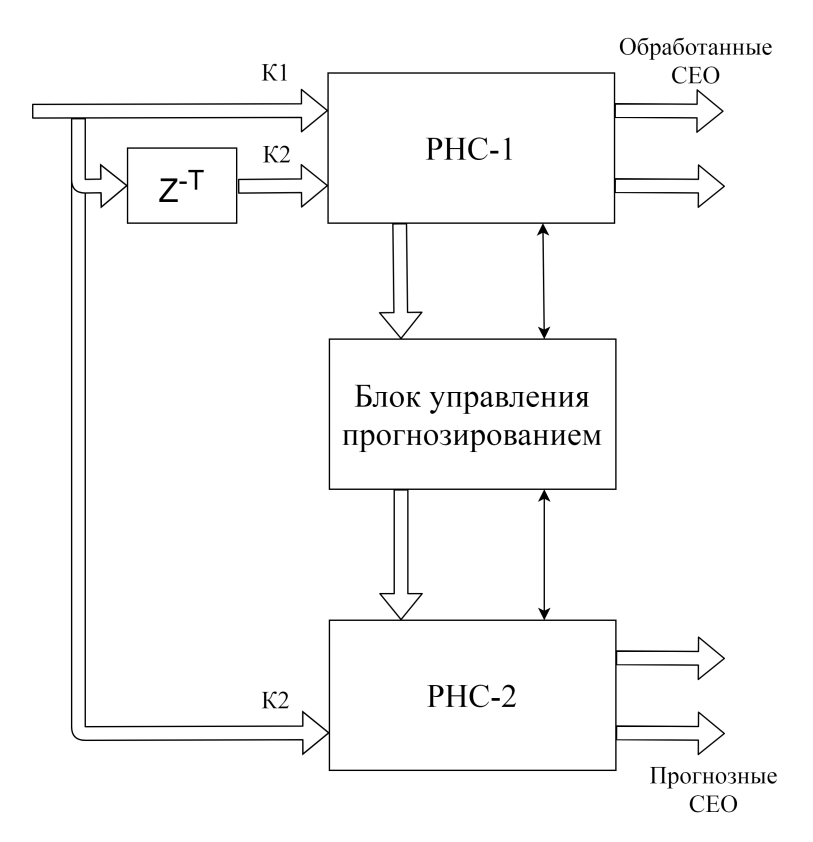 Обработанные
СЕО
К1
РНС-1
К2
Z-T
Блок управления
прогнозированием
К2
РНС-2
Прогнозные
СЕО